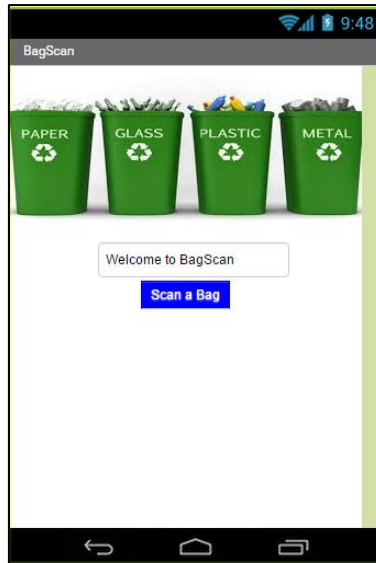 9:48
BagScan
PAPER GLASS PLASTIC METAL
Welcome to BagScan
Scan a Bag